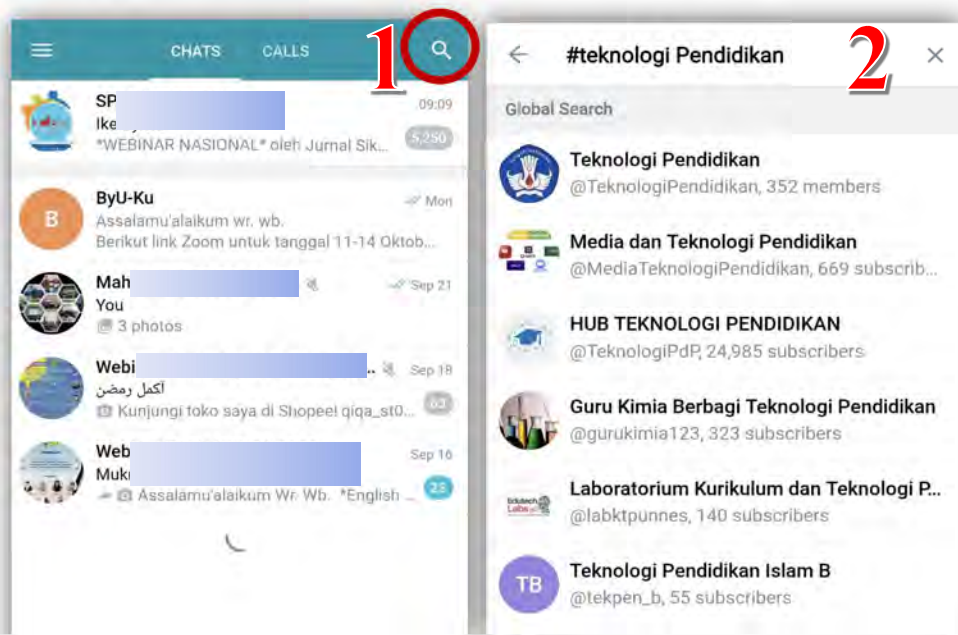 CHATS CALLS
1
SP
09:09
Ike
5,250
*WEBINAR NASIONAL* oleh Jurnal Sik...
B
ByU-Ku
Mon
Assalamu'alaikum wr. wb.
Berikut link Zoom untuk tanggal 11-14 Oktob...
Mah
Sep 21
You
3 photos
Webi
..
Sep 18
أكمل رمضن
Kunjungi toko saya di Shopee! qiqa_st0...
63
Web
Sep 16
Muk
Assalamu'alaikum Wr. Wb. *English ...
23
#teknologi Pendidikan
2
Global Search
Teknologi Pendidikan
@TeknologiPendidikan, 352 members
Media dan Teknologi Pendidikan
@MediaTeknologiPendidikan, 669 subscrib...
HUB TEKNOLOGI PENDIDIKAN
@TeknologiPdP, 24,985 subscribers
Guru Kimia Berbagi Teknologi Pendidikan
@gurukimia123, 323 subscribers
Edutech
Labs
Laboratorium Kurikulum dan Teknologi P...
@labktpunnes, 140 subscribers
TB
Teknologi Pendidikan Islam B
@tekpen_b, 55 subscribers